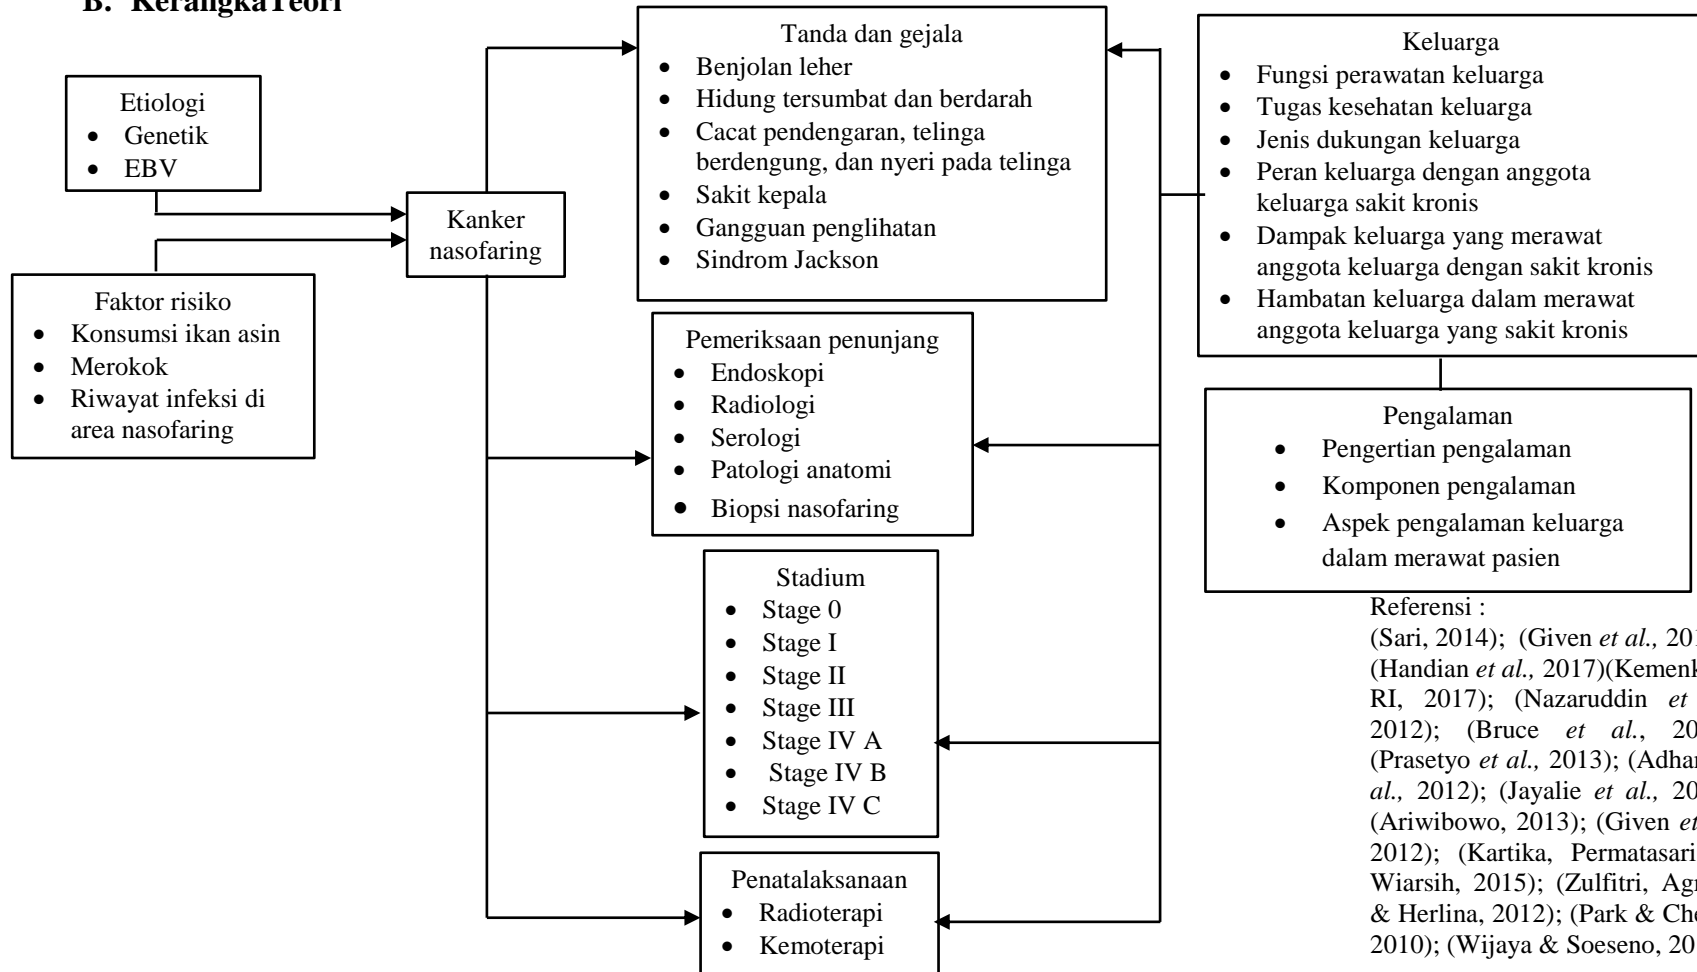 B. KerangkaTeori
Etiologi
• Genetik
• EBV
Faktor risiko
• Konsumsi ikan asin
• Merokok
• Riwayat infeksi di
area nasofaring
Kanker
nasofaring
Tanda dan gejala
• Benjolan leher
• Hidung tersumbat dan berdarah
• Cacat pendengaran, telinga
berdengung, dan nyeri pada telinga
• Sakit kepala
• Gangguan penglihatan
• Sindrom Jackson
Pemeriksaan penunjang
• Endoskopi
• Radiologi
• Serologi
• Patologi anatomi
• Biopsi nasofaring
Stadium
• Stage 0
• Stage I
• Stage II
• Stage III
• Stage IV A
• Stage IV B
• Stage IV C
Penatalaksanaan
• Radioterapi
• Kemoterapi
Keluarga
• Fungsi perawatan keluarga
• Tugas kesehatan keluarga
• Jenis dukungan keluarga
• Peran keluarga dengan anggota
keluarga sakit kronis
• Dampak keluarga yang merawat
anggota keluarga dengan sakit kronis
• Hambatan keluarga dalam merawat
anggota keluarga yang sakit kronis
Pengalaman
• Pengertian pengalaman
• Komponen pengalaman
• Aspek pengalaman keluarga
dalam merawat pasien
Referensi :
(Sari, 2014); (Given et al.,
(Handian et al., 2017)
RI, 2017); (Nazaruddin et
2012); (Bruce et al.,
(Prasetyo et al., 2013);
al., 2012); (Jayalie et al.,
(Ariwibowo, 2013); (Given et
2012); (Kartika, Permatasari
Wiarsih, 2015); (Zulfitri,
& Herlina, 2012); (Park &
2010); (Wijaya & Soeseno,